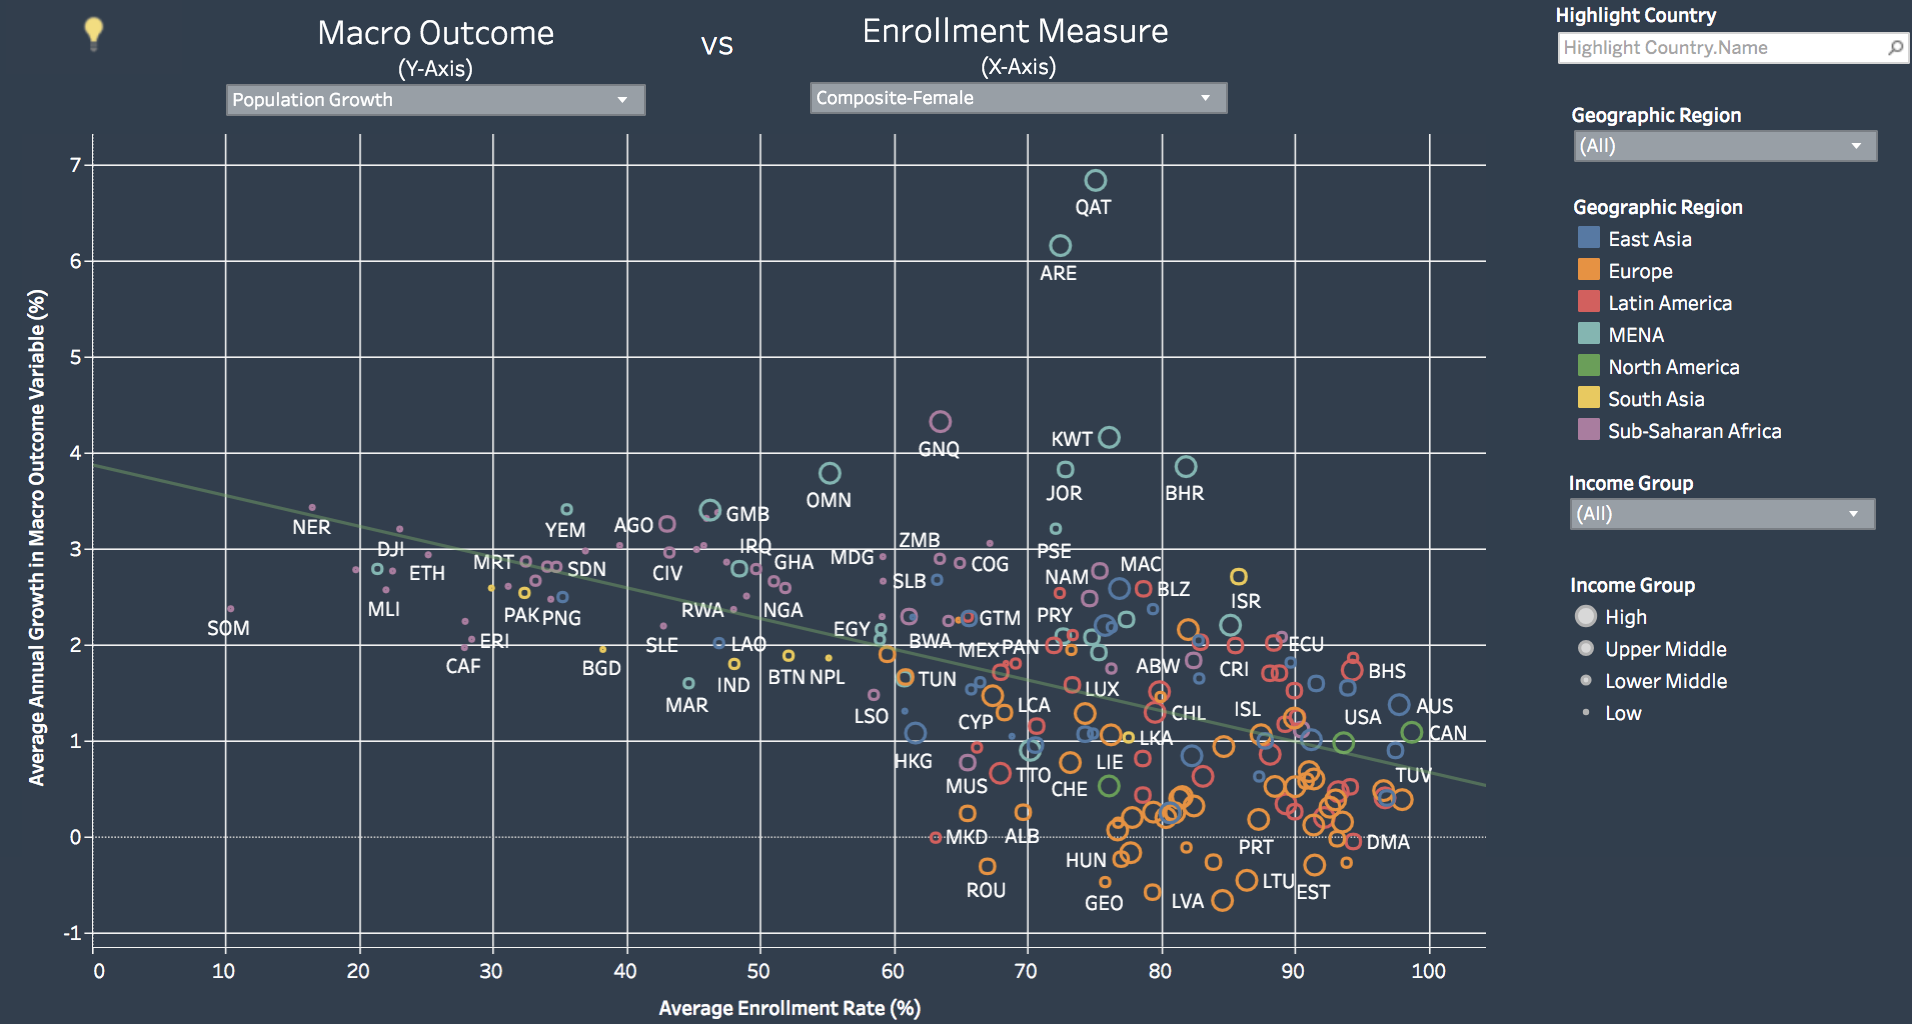 Macro Outcome
(Y-Axis)
vs
Enrollment Measure
(X-Axis)
Population Growth
Composite-Female
Highlight Country
Highlight Country.Name
Geographic Region
(All)
Geographic Region
East Asia
Europe
Latin America
MENA
North America
South Asia
Sub-Saharan Africa
Income Group
(All)
Income Group
High
Upper Middle
Lower Middle
Low
Average Annual Growth in Macro Outcome Variable (%)
7
6
5
4
3
2
1
0
-1
QAT
ARE
GNQ
KWT
OMN
JOR
BHR
NER
YEM
AGO
GMB
DJI
ETH
MRT
SDN
CIV
IRQ
GHA
MDG
ZMB
COG
PSE
MAC
SLB
NAM
BLZ
ISR
MLI
PAK
PNG
RWA
NGA
GTM
PRY
SOM
ERI
SLE
LAO
EGY
BWA
MEX
PAN
ECU
CAF
BGD
IND
BTN
NPL
TUN
ABW
CRI
BHS
MAR
LSO
CYP
LCA
LUX
CHL
ISL
USA
AUS
CAN
LKA
HKG
MUS
TTO
CHE
LIE
TUV
MKD
ALB
HUN
PRT
DMA
ROU
GEO
LVA
LTU
EST
0
10
20
30
40
50
60
70
80
90
100
Average Enrollment Rate (%)